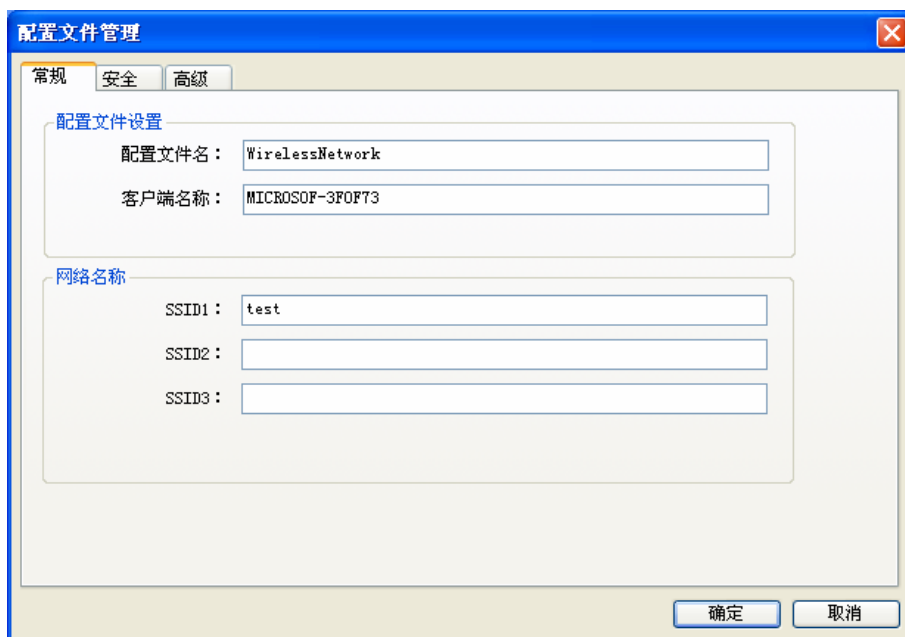 配置文件管理
常规 安全 高级
配置文件设置
配置文件名： WirelessNetwork
客户端名称： MICROSOF-3F0F73
网络名称
SSID1： test
SSID2：
SSID3：
确定 取消